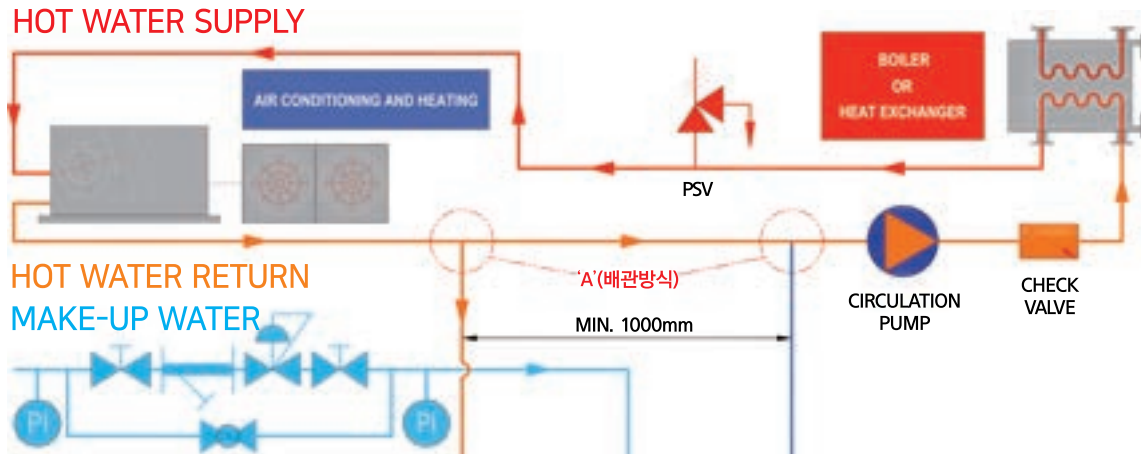 HOT WATER SUPPLY
AIR CONDITIONING AND HEATING
BOILER
OR
HEAT EXCHANGER
PSV
HOT WATER RETURN
'A'(배관방식)
CIRCULATION
PUMP
CHECK
VALVE
MAKE-UP WATER
MIN. 1000mm
PI
PI